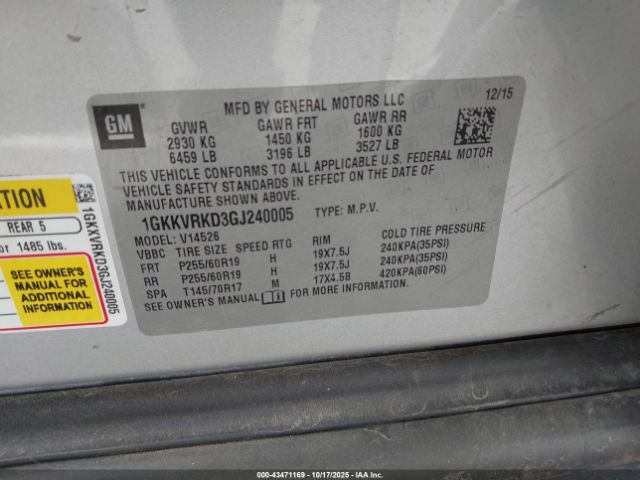 GM
MFD BY GENERAL MOTORS LLC
12/15
GVWR GAWR FRT GAWR RR
2930 KG 1450 KG 1600 KG
6459 LB 3196 LB 3527 LB
THIS VEHICLE CONFORMS TO ALL APPLICABLE U.S. FEDERAL MOTOR
VEHICLE SAFETY STANDARDS IN EFFECT ON THE DATE OF
MANUFACTURE SHOWN ABOVE.
1GKKVRKD3GJ240005 TYPE: M.P.V.
MODEL: V14526
VBBC TIRE SIZE SPEED RTG RIM COLD TIRE PRESSURE
FRT P255/60R19 H 19X7.5J 240KPA(35PSI)
RR P255/60R19 H 19X7.5J 240KPA(35PSI)
SPA T145/70R17 M 17X4.5B 420KPA(60PSI)
SEE OWNER'S MANUAL FOR MORE INFORMATION.
REAR 5
or 1485 lbs.
SEE OWNER'S
MANUAL FOR
ADDITIONAL
INFORMATION
1GKKVRKD3GJ240005
000-43471169 10/17/2025 IAA Holdings, LLC